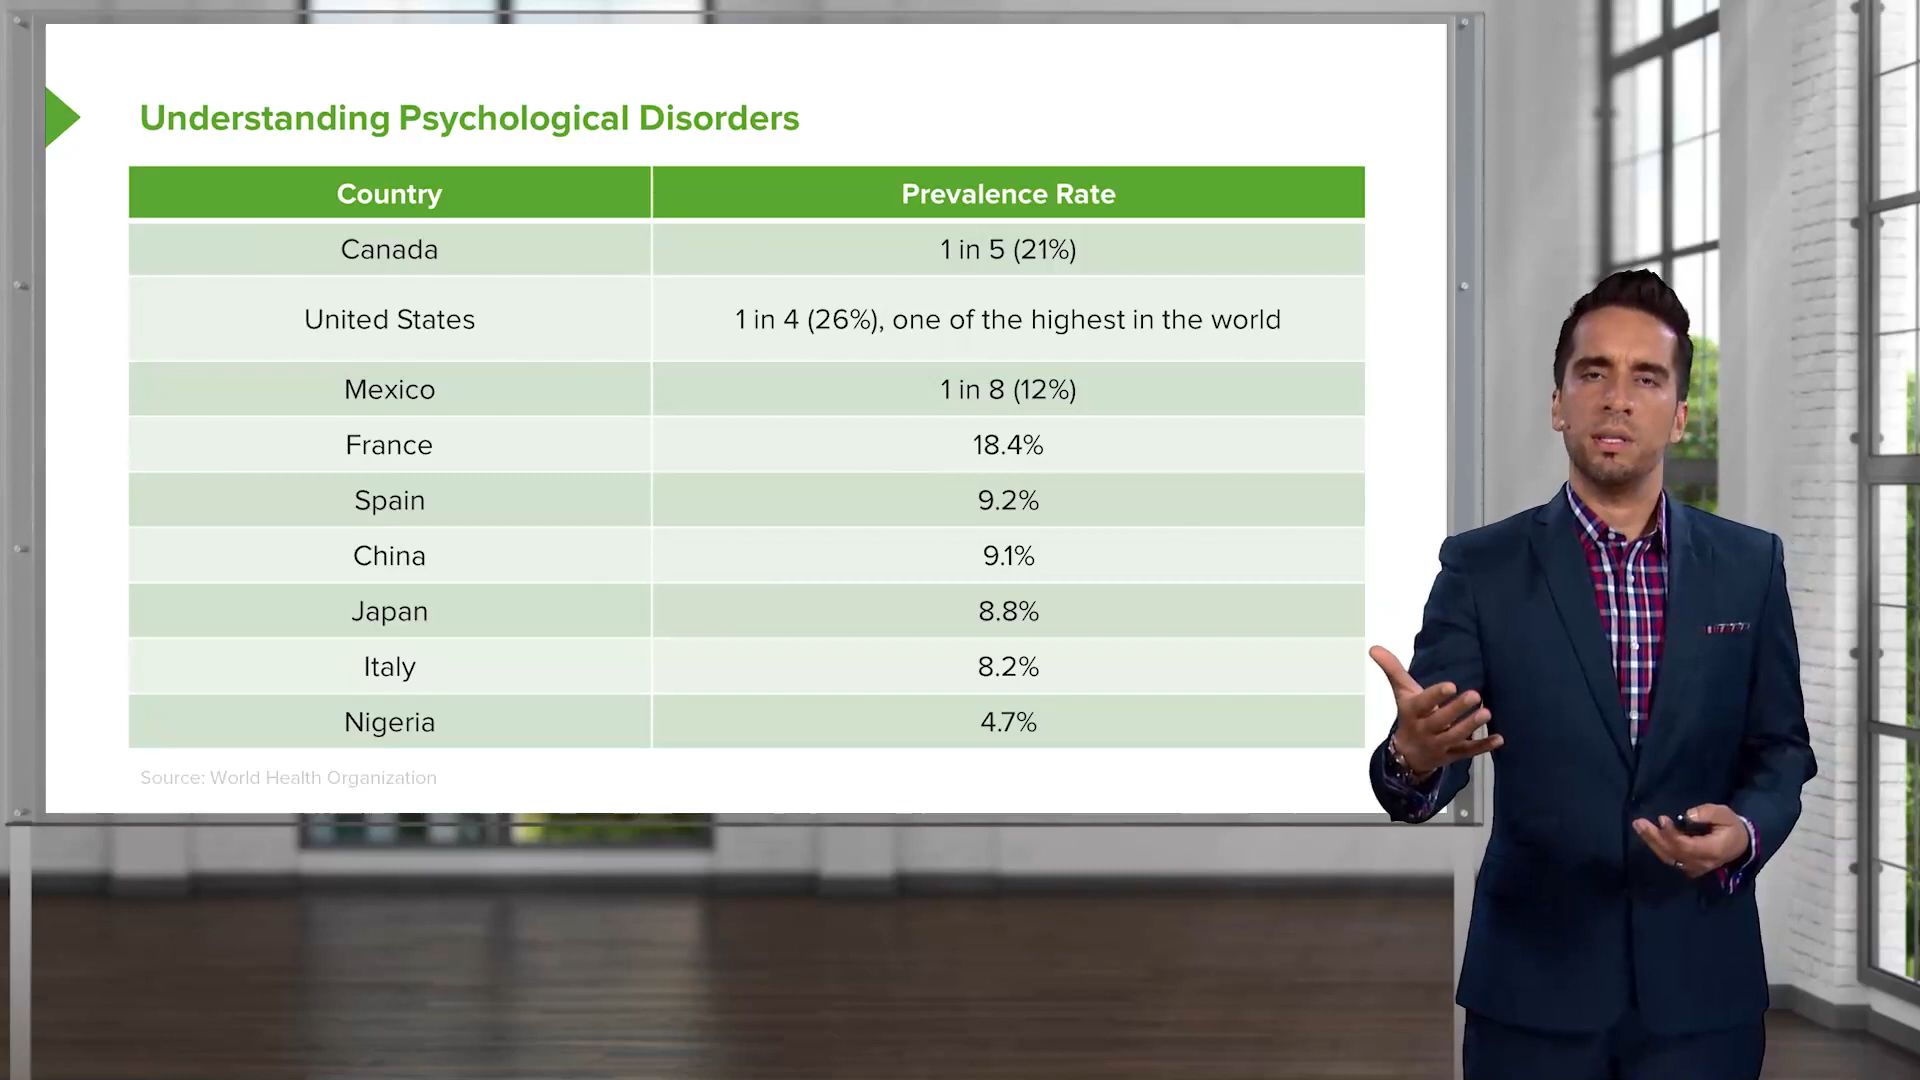 Understanding Psychological Disorders
Country Prevalence Rate
Canada 1 in 5 (21%)
United States 1 in 4 (26%), one of the highest in the world
Mexico 1 in 8 (12%)
France 18.4%
Spain 9.2%
China 9.1%
Japan 8.8%
Italy 8.2%
Nigeria 4.7%
Source: World Health Organization